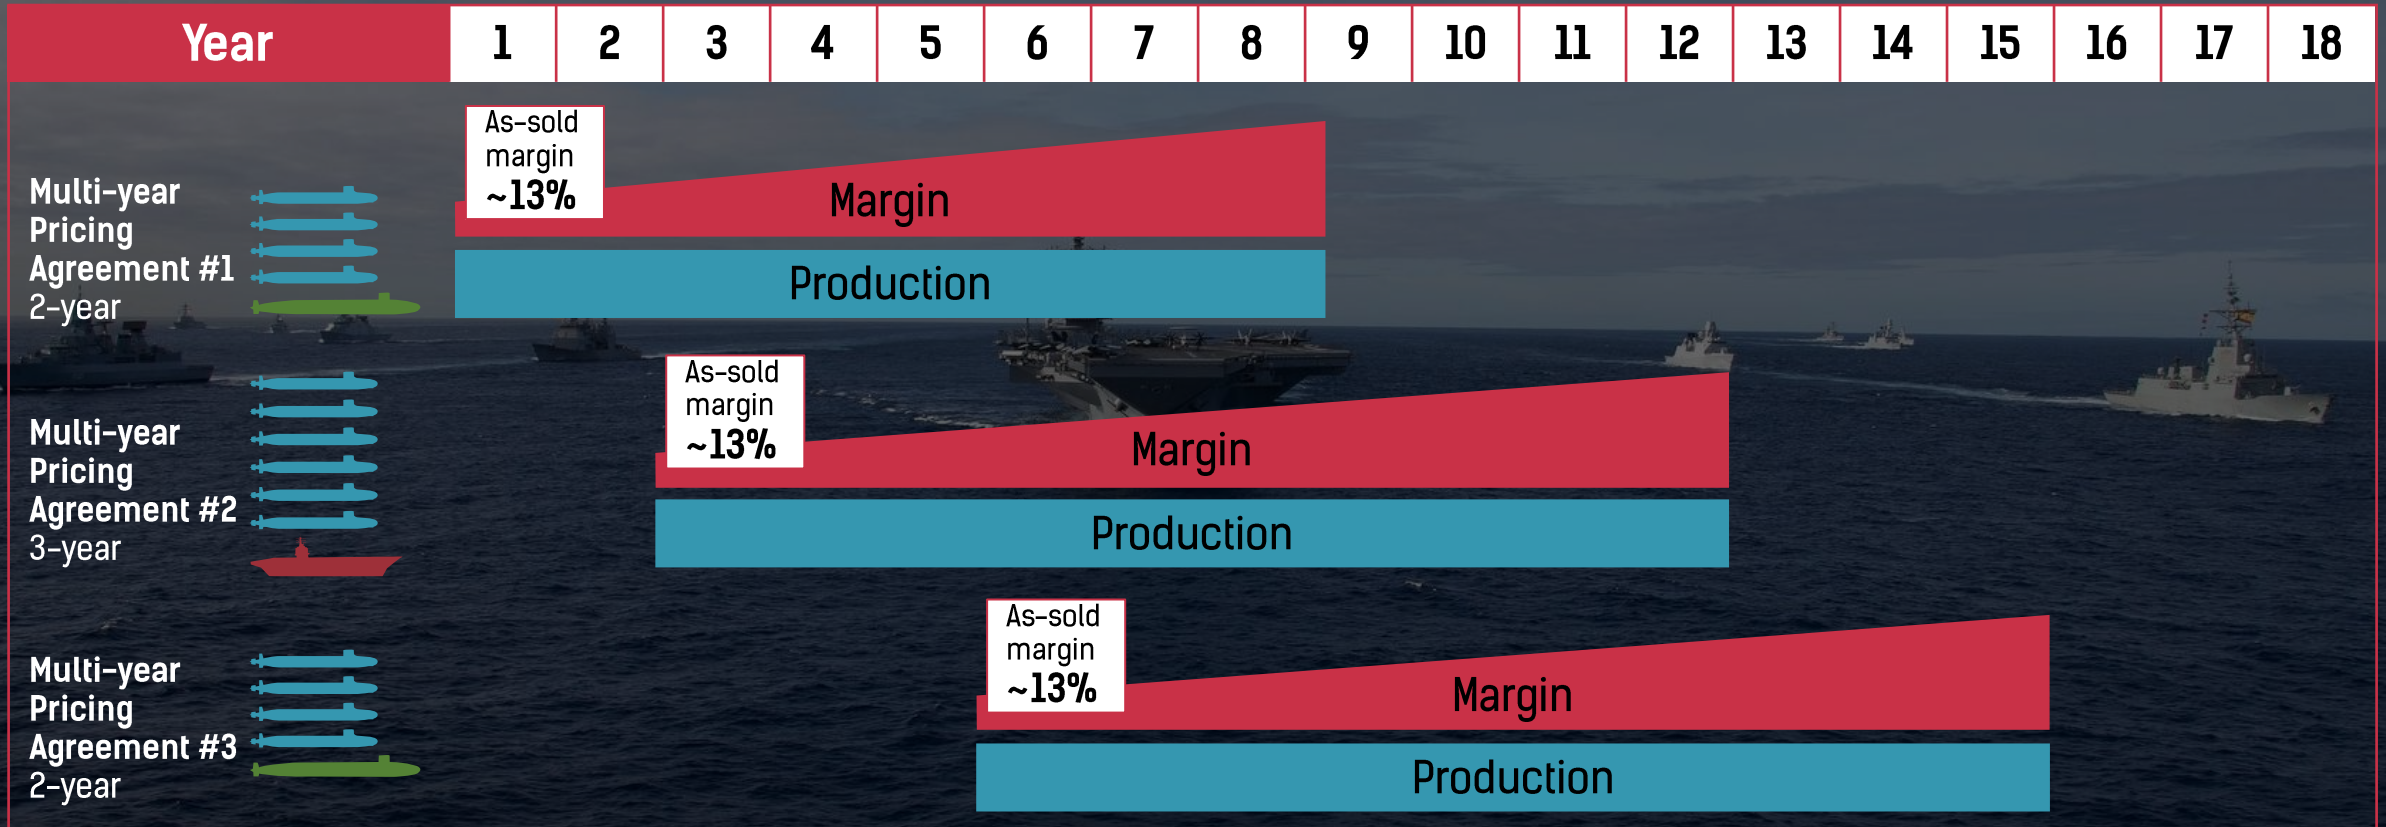 Year 1 2 3 4 5 6 7 8 9 10 11 12 13 14 15 16 17 18
As-sold
margin
~13%
Multi-year
Pricing
Agreement #1
2-year
Margin
Production
As-sold
margin
~13%
Multi-year
Pricing
Agreement #2
3-year
Margin
Production
As-sold
margin
~13%
Multi-year
Pricing
Agreement #3
2-year
Margin
Production